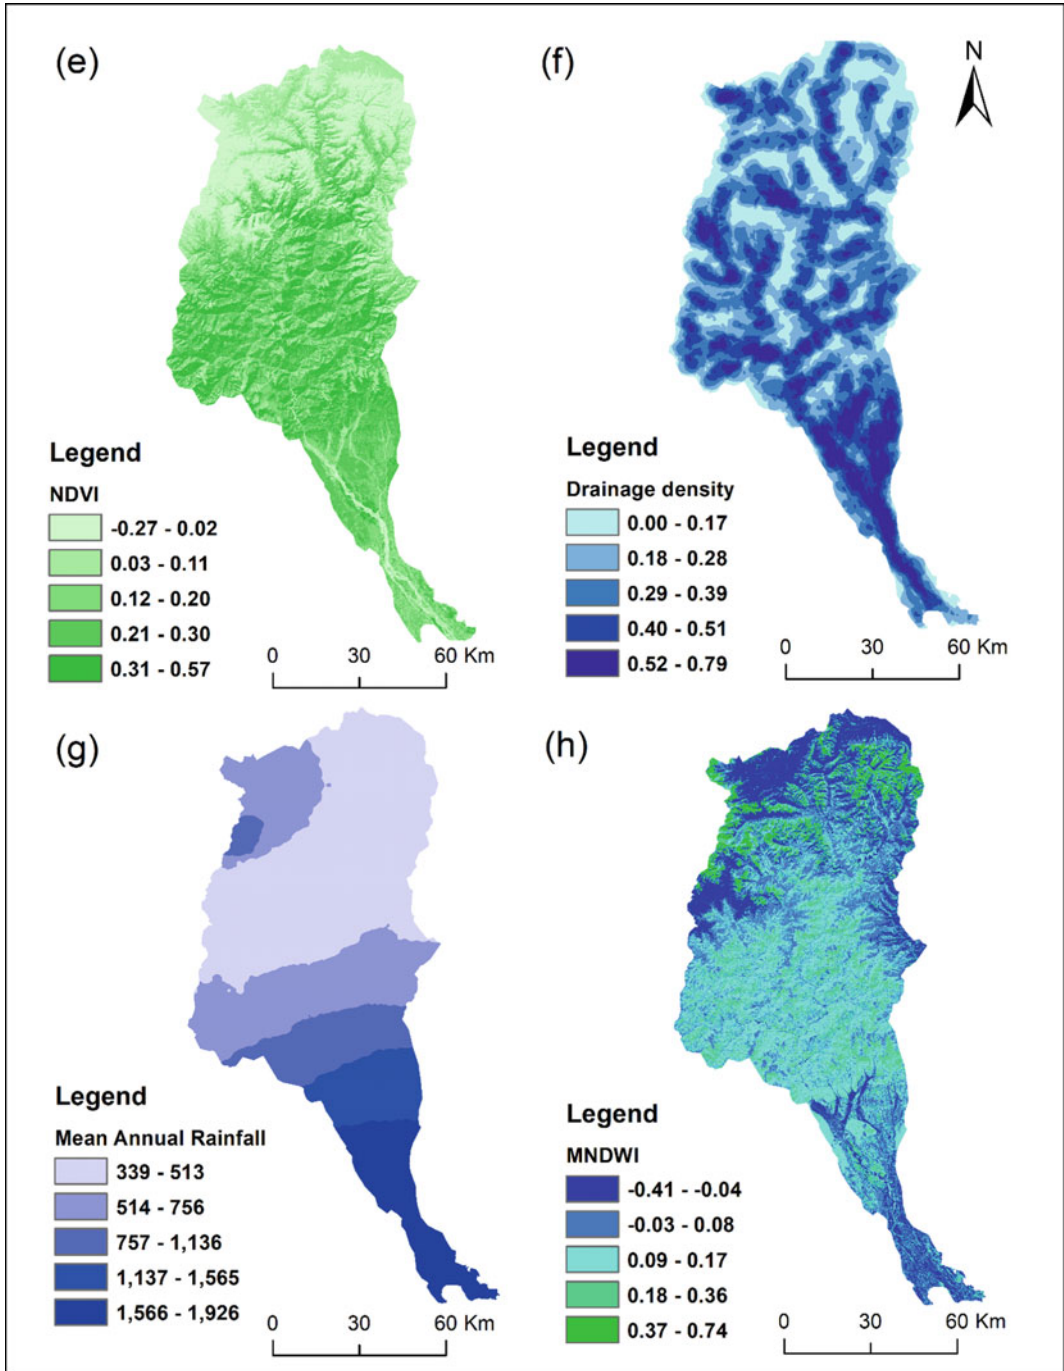 (e)
Legend
NDVI
-0.27 - 0.02
0.03 - 0.11
0.12 - 0.20
0.21 - 0.30
0.31 - 0.57
0 30 60 Km
(f)
N
Legend
Drainage density
0.00 - 0.17
0.18 - 0.28
0.29 - 0.39
0.40 - 0.51
0.52 - 0.79
0 30 60 Km
(g)
Legend
Mean Annual Rainfall
339 - 513
514 - 756
757 - 1,136
1,137 - 1,565
1,566 - 1,926
0 30 60 Km
(h)
Legend
MNDWI
-0.41 - -0.04
-0.03 - 0.08
0.09 - 0.17
0.18 - 0.36
0.37 - 0.74
0 30 60 Km